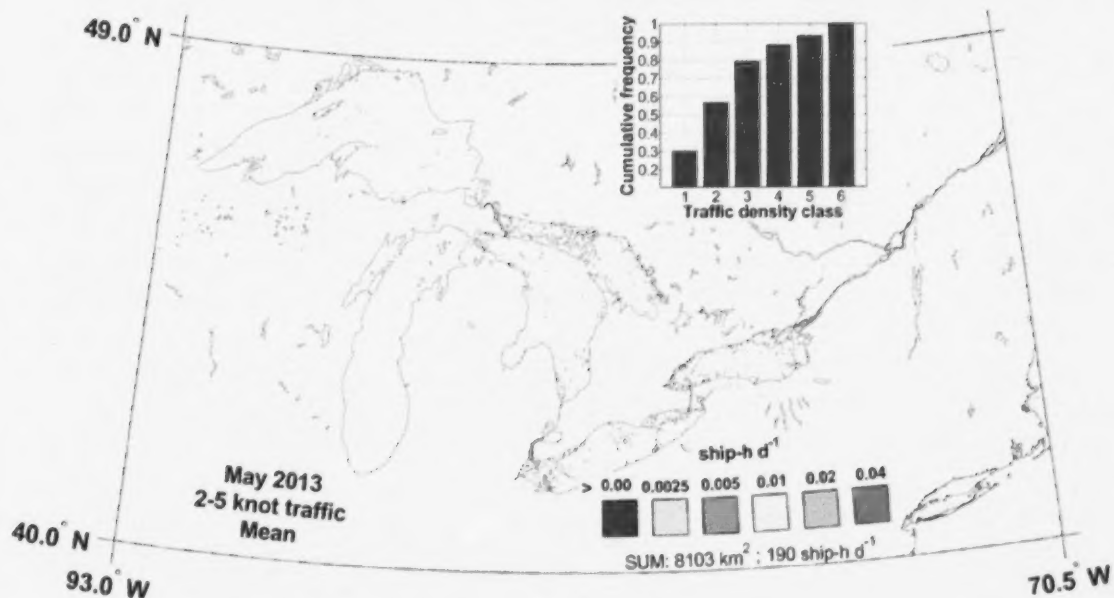 49.0° N
Cumulative frequency
1
0.9
0.8
0.7
0.6
0.5
0.4
0.3
0.2
1 2 3 4 5 6
Traffic density class
May 2013
2-5 knot traffic
Mean
ship-h d⁻¹
> 0.00 0.0025 0.005 0.01 0.02 0.04
SUM: 8103 km² ; 190 ship-h d⁻¹
40.0° N
93.0° W
70.5° W